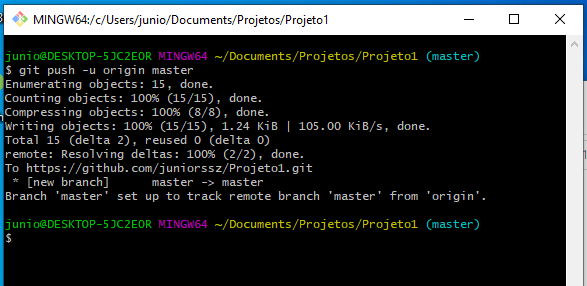 MINGW64:/c/Users/junio/Documents/Projetos/Projeto1
junio@DESKTOP-5JC2EOR MINGW64 ~/Documents/Projetos/Projeto1 (master)
$ git push -u origin master
Enumerating objects: 15, done.
Counting objects: 100% (15/15), done.
Compressing objects: 100% (8/8), done.
Writing objects: 100% (15/15), 1.24 KiB | 105.00 KiB/s, done.
Total 15 (delta 2), reused 0 (delta 0)
remote: Resolving deltas: 100% (2/2), done.
To https://github.com/juniorssz/Projeto1.git
 * [new branch]      master -> master
Branch 'master' set up to track remote branch 'master' from 'origin'.
junio@DESKTOP-5JC2EOR MINGW64 ~/Documents/Projetos/Projeto1 (master)
$